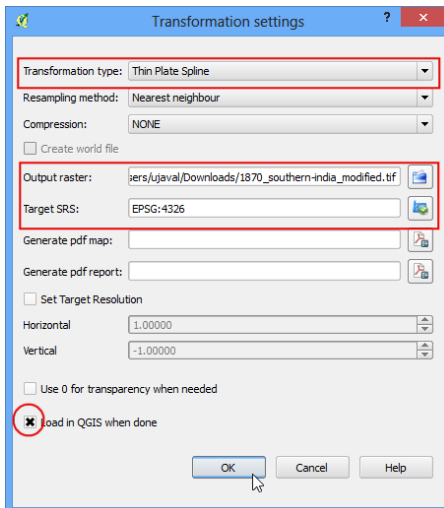 Transformation settings
? ×
Transformation type: Thin Plate Spline
Resampling method: Nearest neighbour
Compression: NONE
Create world file
Output raster: sers/ujaval/Downloads/1870_southern-india_modified.tif
Target SRS: EPSG:4326
Generate pdf map:
Generate pdf report:
Set Target Resolution
Horizontal 1.00000
Vertical -1.00000
Use 0 for transparency when needed
Load in QGIS when done
OK Cancel Help